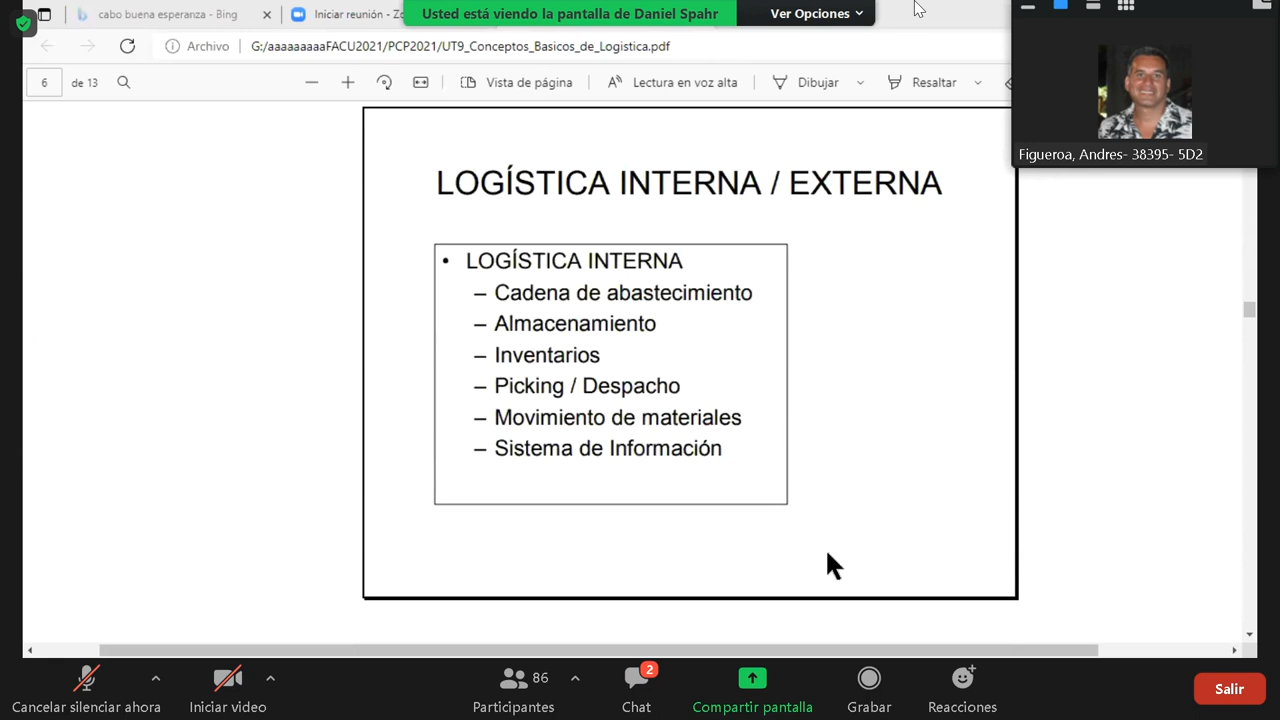 cabo buena esperanza - Bing
Iniciar reunión - Zo
Usted está viendo la pantalla de Daniel Spahr
Ver Opciones
Archivo
G:/aaaaaaaaaFACU2021/PCP2021/UT9_Conceptos_Basicos_de_Logistica.pdf
6 de 13
Vista de página
Lectura en voz alta
Dibujar
Resaltar
Figueroa, Andres- 38395- 5D2
LOGÍSTICA INTERNA / EXTERNA
• LOGÍSTICA INTERNA
– Cadena de abastecimiento
– Almacenamiento
– Inventarios
– Picking / Despacho
– Movimiento de materiales
– Sistema de Información
86
2
Cancelar silenciar ahora
Iniciar video
Participantes
Chat
Compartir pantalla
Grabar
Reacciones
Salir